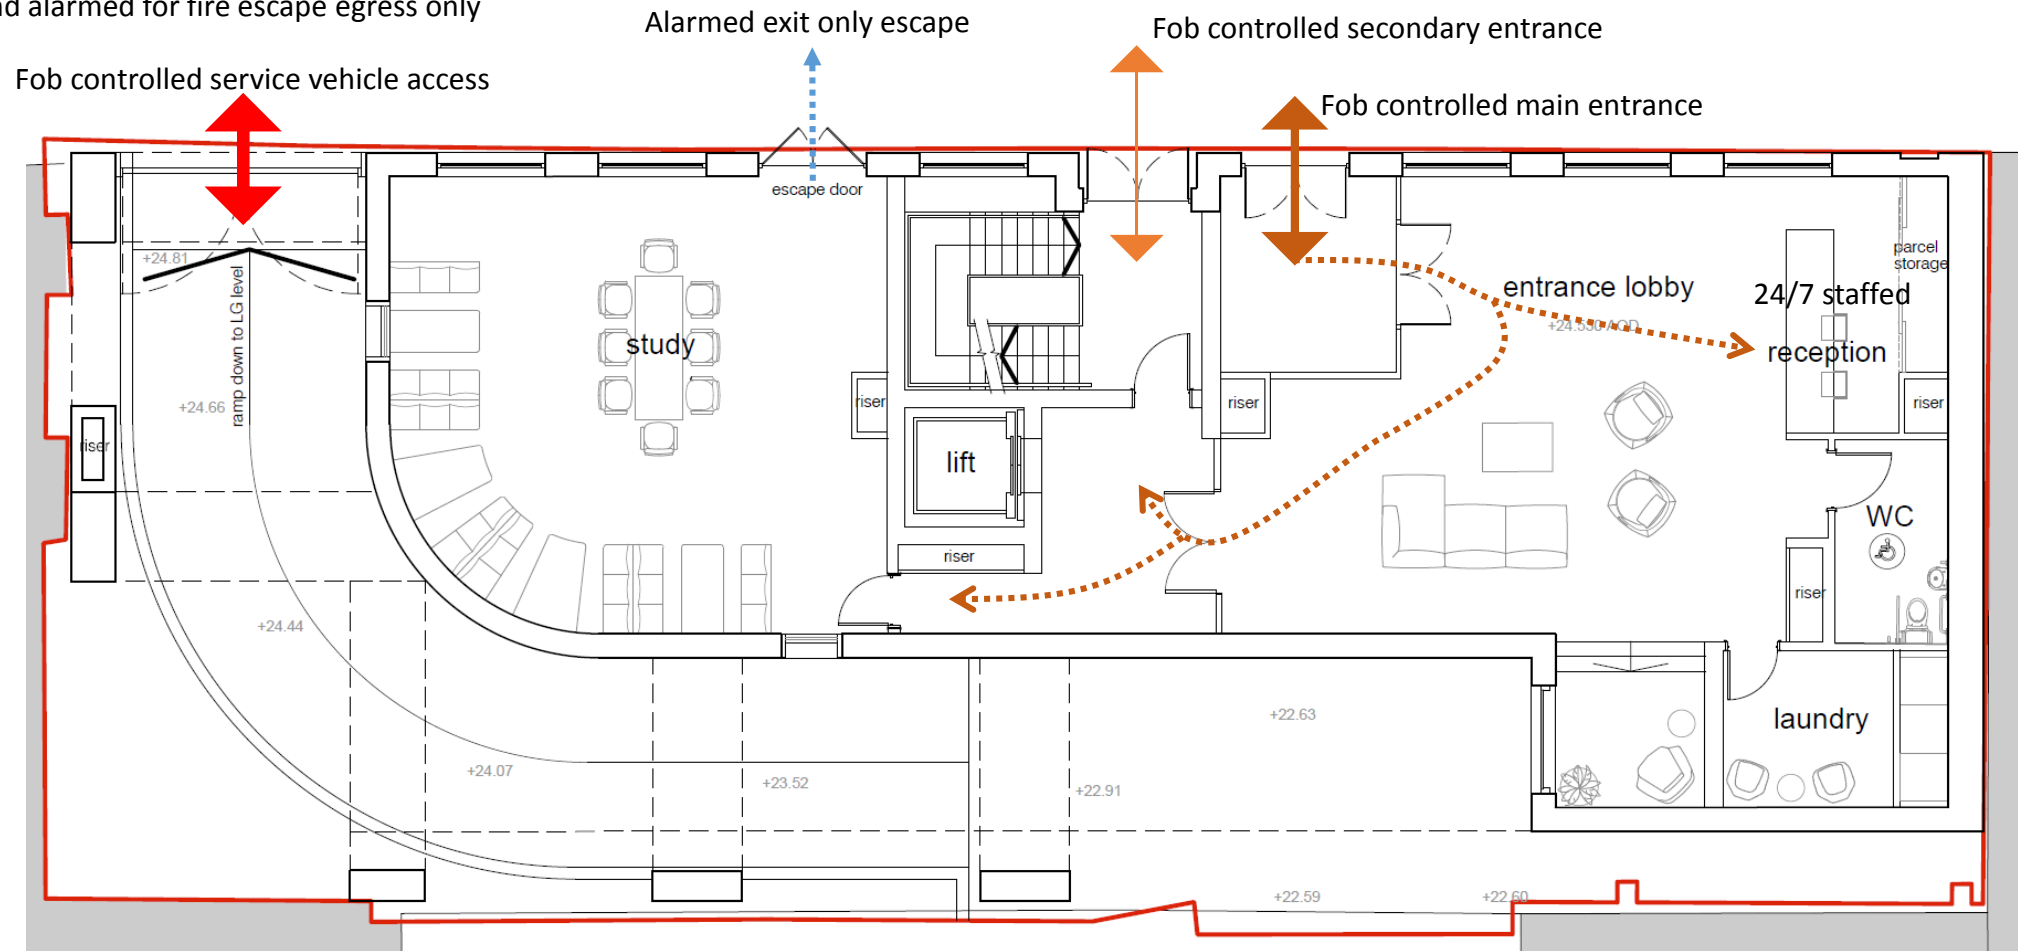 nd alarmed for fire escape egress only
Alarmed exit only escape
Fob controlled secondary entrance
Fob controlled service vehicle access
Fob controlled main entrance
escape door
+24.81
ramp down to LG level
parcel
storage
entrance lobby
24/7 staffed
+24.530 AOD
study
reception
+24.66
riser
riser
riser
riser
lift
WC
riser
riser
+24.44
+22.63
laundry
+24.07
+23.52
+22.91
+22.59
+22.60